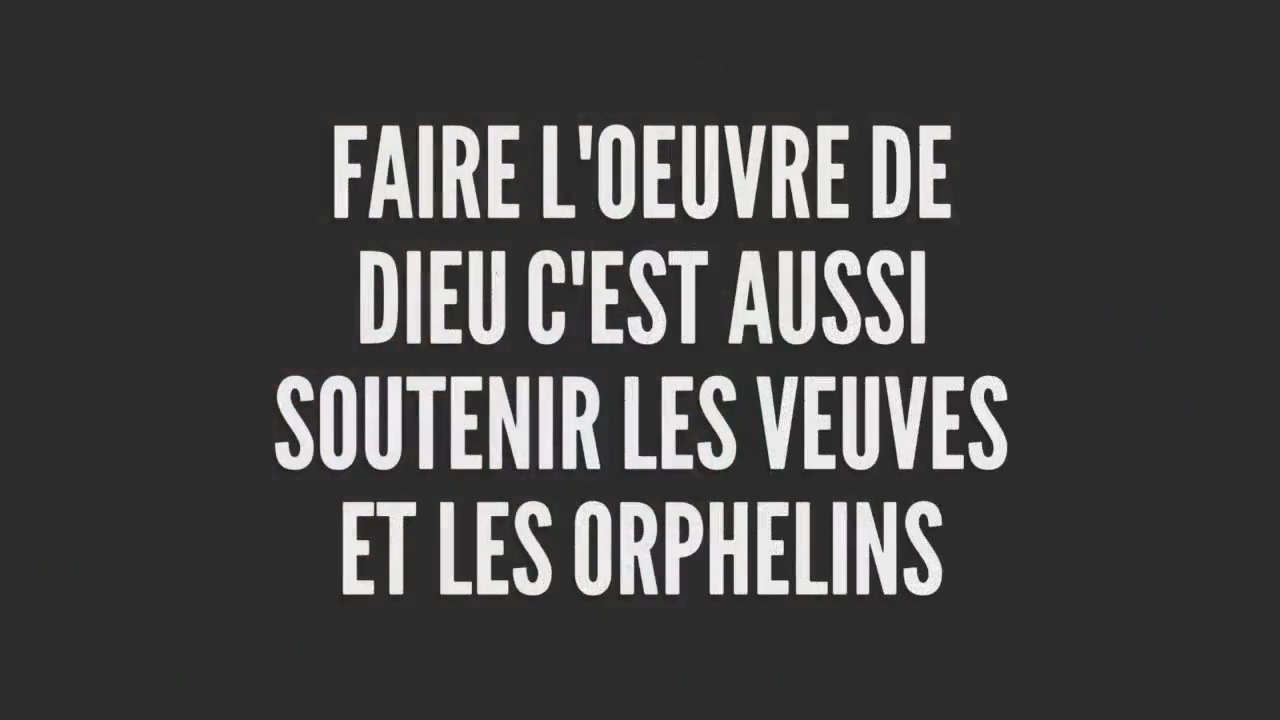 FAIRE L'OEUVRE DE
DIEU C'EST AUSSI
SOUTENIR LES VEUVES
ET LES ORPHELINS